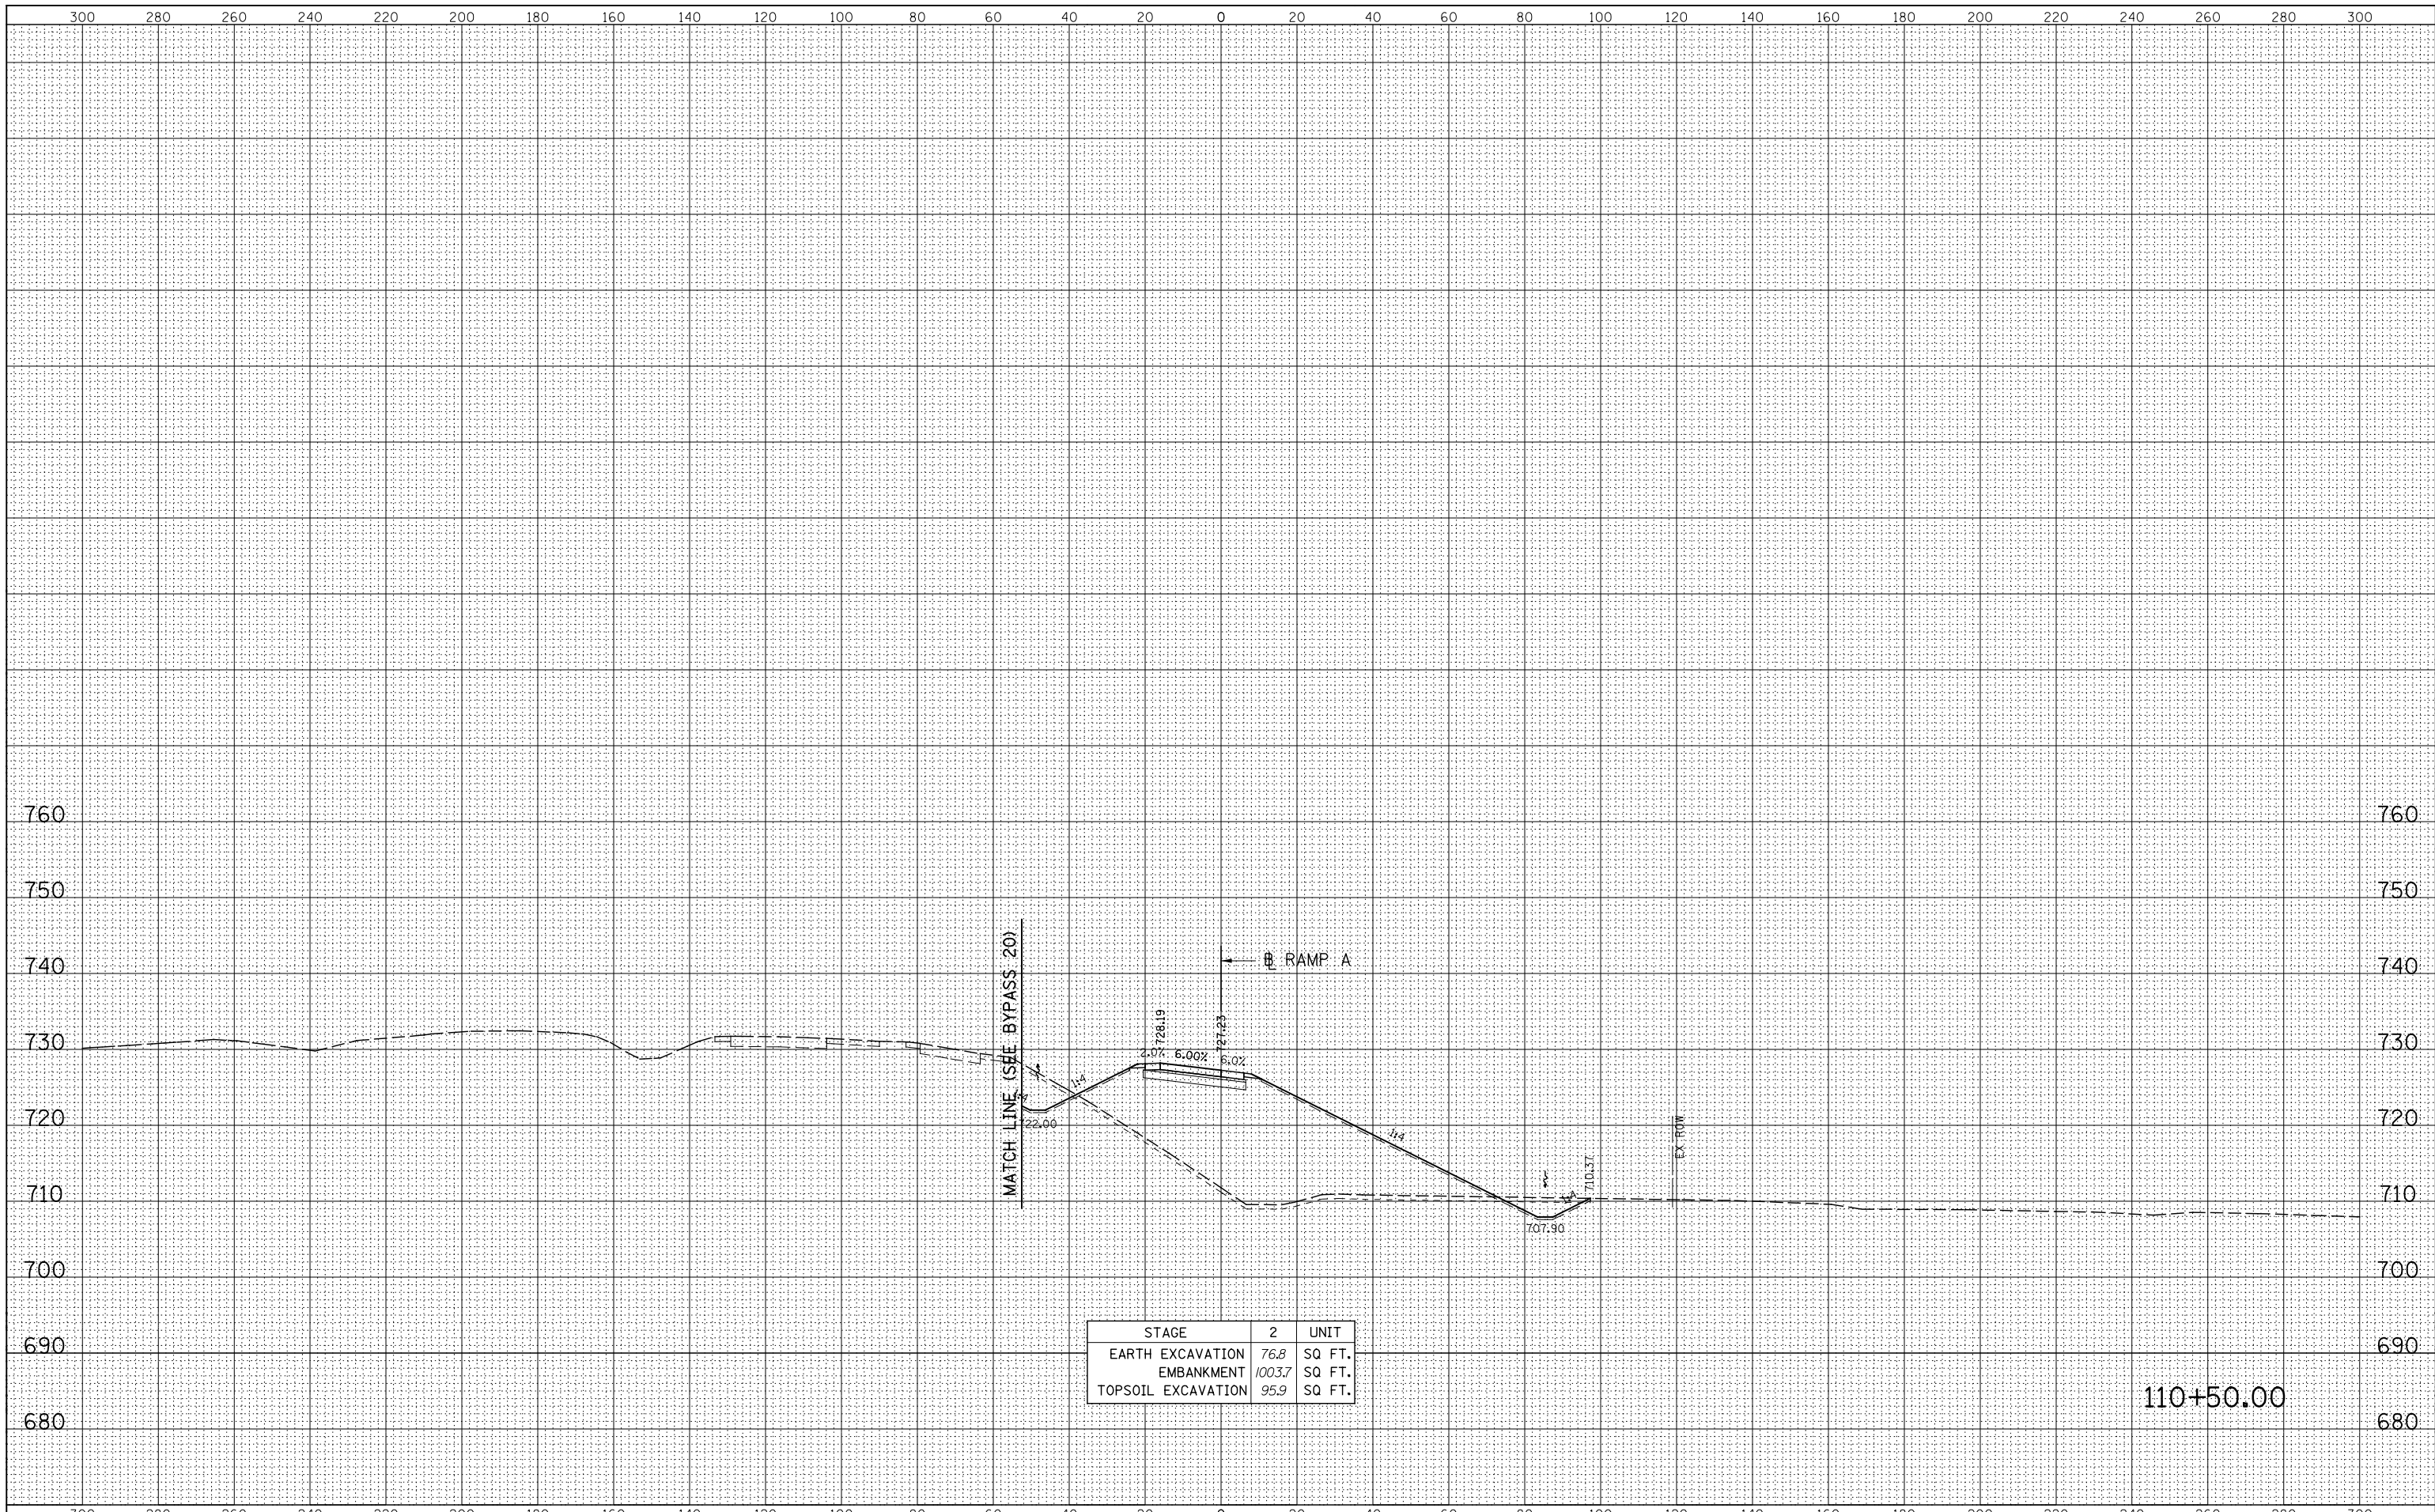 300 280 260 240 220 200 180 160 140 120 100 80 60 40 20 0 20 40 60 80 100 120 140 160 180 200 220 240 260 280 300
760 760
750 750
MATCH LINE (SEE BYPASS 20)
740 740
℄ RAMP A
730 730
728.19
727.23
2.0% 6.00% 6.0%
1:4
1:4
720 720
722.00
1:4
EX ROW
710 710
710.37
1:4
707.90
700 700
690 690
STAGE 2 UNIT
EARTH EXCAVATION 76.8 SQ FT.
EMBANKMENT 1003.7 SQ FT.
TOPSOIL EXCAVATION 95.9 SQ FT.
110+50.00
680 680